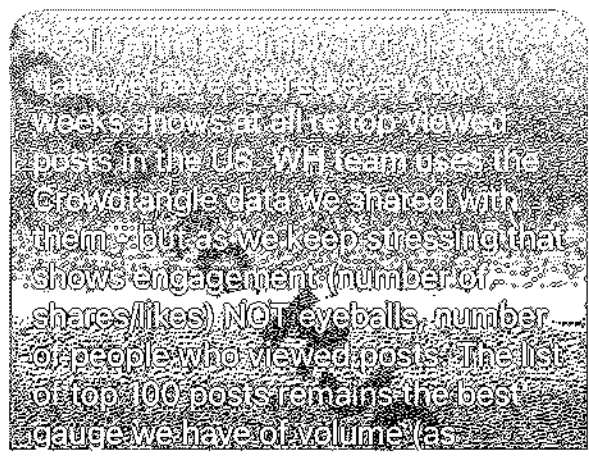 data we have shared every two
weeks shows at all re top viewed
posts in the US. WH team uses the
Crowdtangle data we shared with
them - but as we keep stressing that
shows engagement (number of
shares/likes) NOT eyeballs, number
of people who viewed posts. The list
of top 100 posts remains the best
gauge we have of volume (as